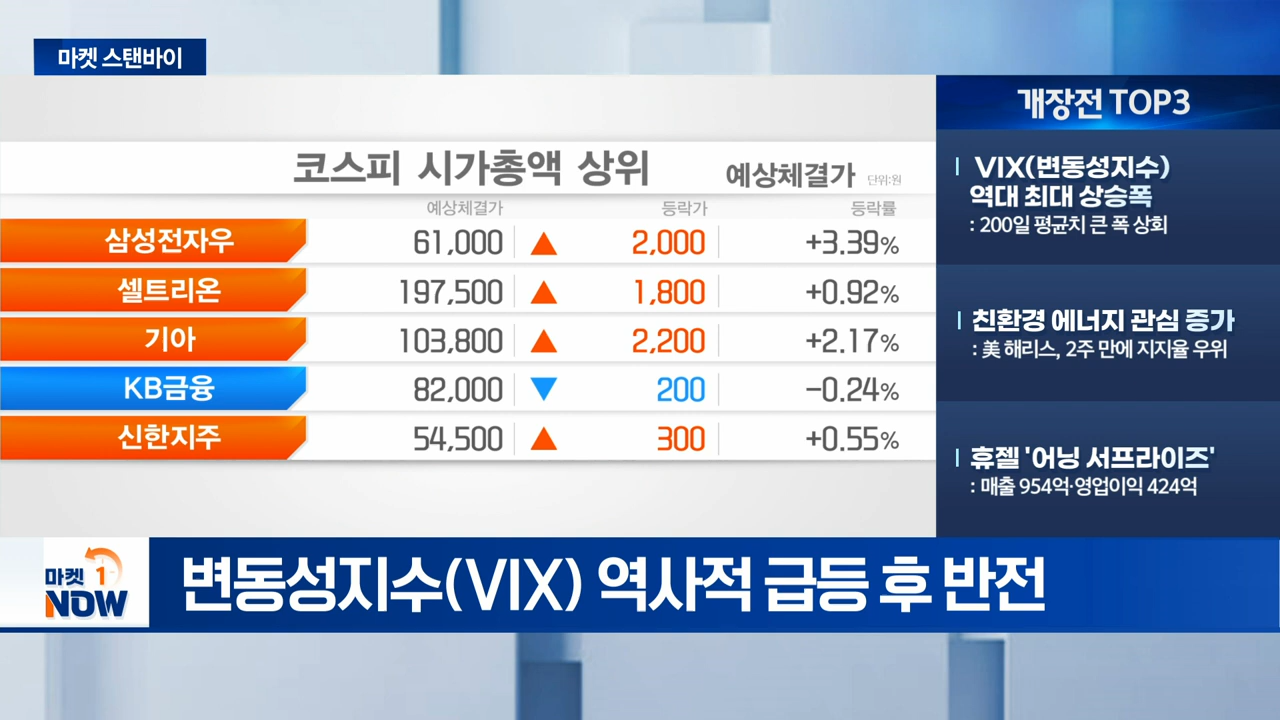 마켓 스탠바이
코스피 시가총액 상위 예상체결가 단위:원
예상체결가 등락가 등락률
삼성전자우 61,000 ▲ 2,000 +3.39%
셀트리온 197,500 ▲ 1,800 +0.92%
기아 103,800 ▲ 2,200 +2.17%
KB금융 82,000 ▼ 200 -0.24%
신한지주 54,500 ▲ 300 +0.55%
개장전 TOP3
VIX(변동성지수)
역대 최대 상승폭
: 200일 평균치 큰 폭 상회
친환경 에너지 관심 증가
: 美 해리스, 2주 만에 지지율 우위
휴젤 '어닝 서프라이즈'
: 매출 954억·영업이익 424억
마켓 1
NOW
변동성지수(VIX) 역사적 급등 후 반전